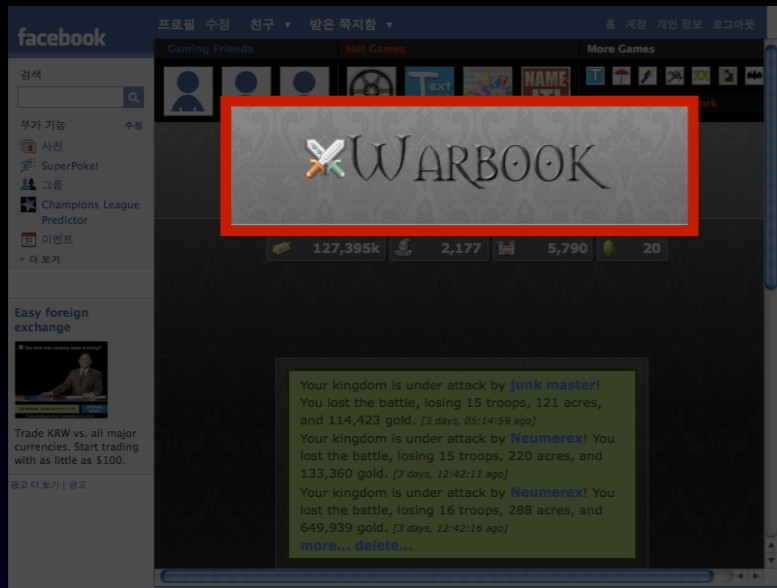 facebook
프로필 수정 친구 ▼ 받은 쪽지함 ▼
홈 계정 개인 정보 로그아웃
Gaming Friends
Hot Games
More Games
검색
Text
NAME
IT!
부가 기능 수정
사진
SuperPoke!
그룹
Champions League
Predictor
31 이벤트
더 보기
WARBOOK
127,395k 2,177 5,790 20
Easy foreign
exchange
Trade KRW vs. all major
currencies. Start trading
with as little as $100.
광고 더 보기 | 광고
Your kingdom is under attack by junk master!
You lost the battle, losing 15 troops, 121 acres,
and 114,423 gold. [3 days, 05:14:59 ago]
Your kingdom is under attack by Neumerex! You
lost the battle, losing 15 troops, 220 acres, and
133,360 gold. [3 days, 12:42:11 ago]
Your kingdom is under attack by Neumerex! You
lost the battle, losing 16 troops, 288 acres, and
649,939 gold. [3 days, 12:42:16 ago]
more... delete...